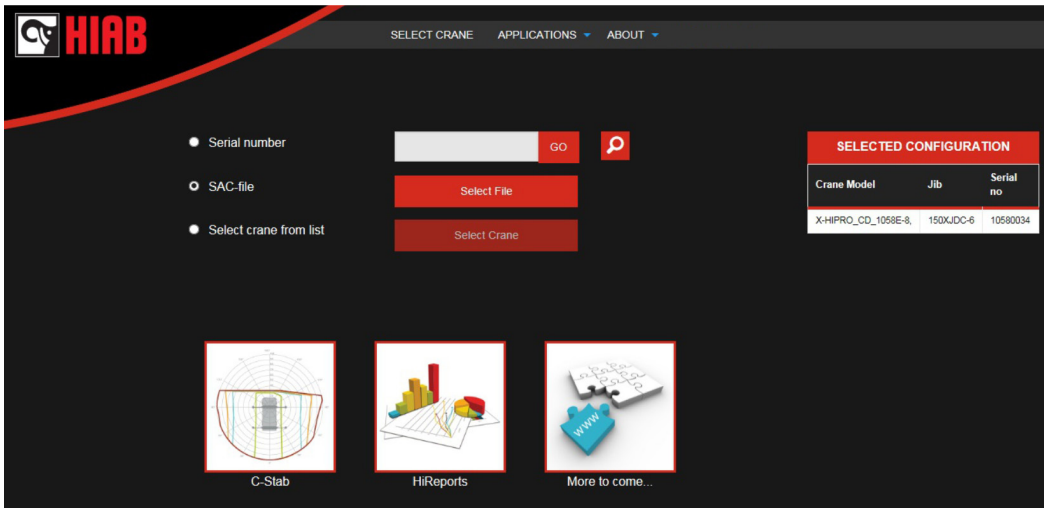 HIAB
SELECT CRANE APPLICATIONS ABOUT
Serial number
GO
SAC-file
Select File
Select crane from list
Select Crane
SELECTED CONFIGURATION
Crane Model Jib Serial no
X-HIPRO_CD_1058E-8, 150XJDC-6 10580034
www
C-Stab
HiReports
More to come...